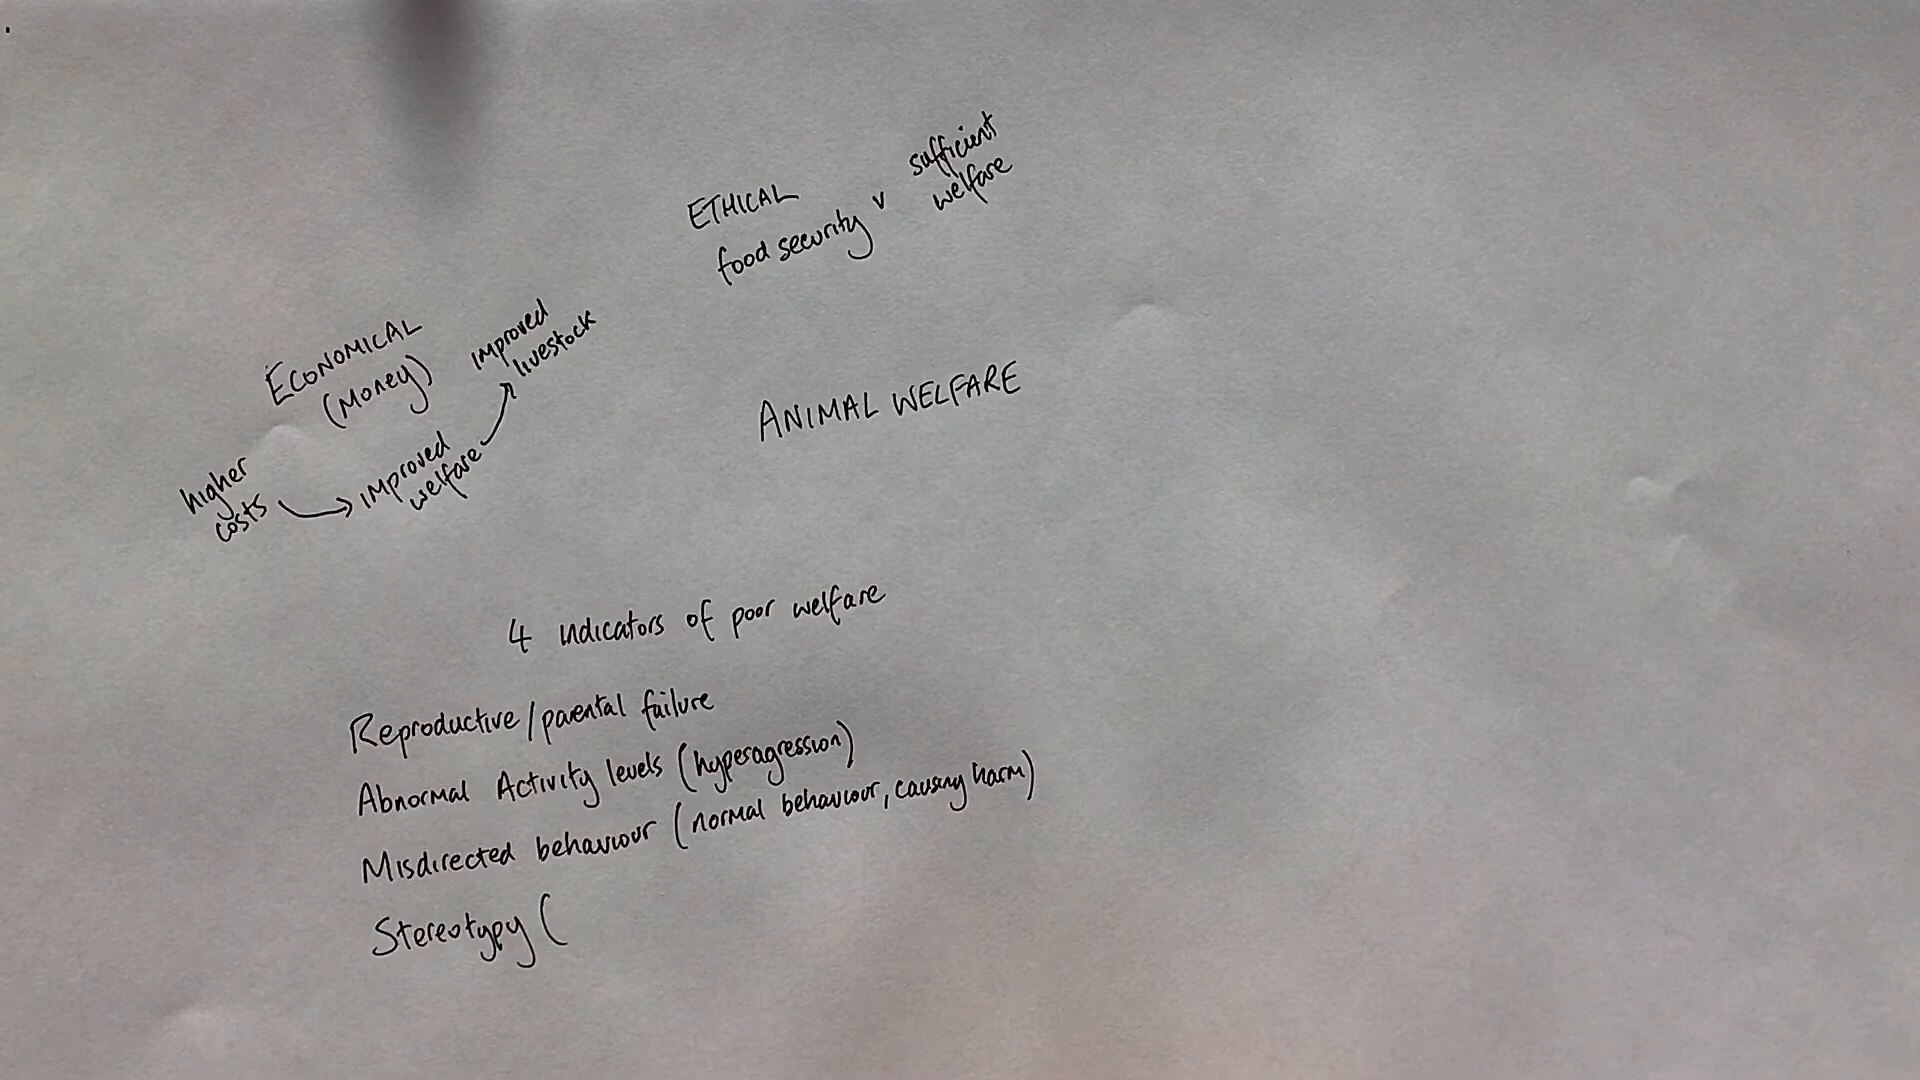 ETHICAL
food security v sufficient
welfare
ECONOMICAL
(Money)
higher
costs
improved
welfare
improved
livestock
ANIMAL WELFARE
4 indicators of poor welfare
Reproductive/parental failure
Abnormal Activity levels (hyperagression)
Misdirected behaviour (normal behaviour, causing harm)
Stereotypy (